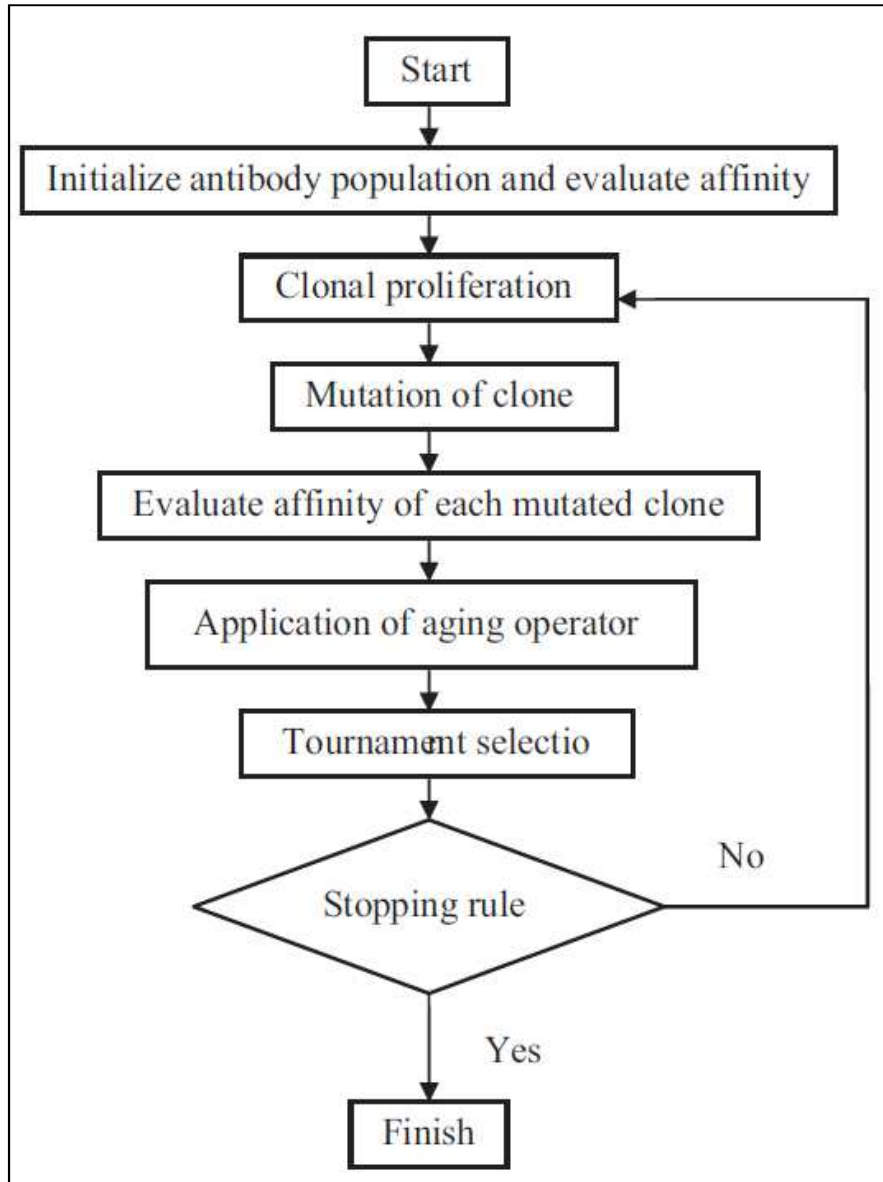 Start
Initialize antibody population and evaluate affinity
Clonal proliferation
Mutation of clone
Evaluate affinity of each mutated clone
Application of aging operator
Tournament selectio
Stopping rule
No
Yes
Finish